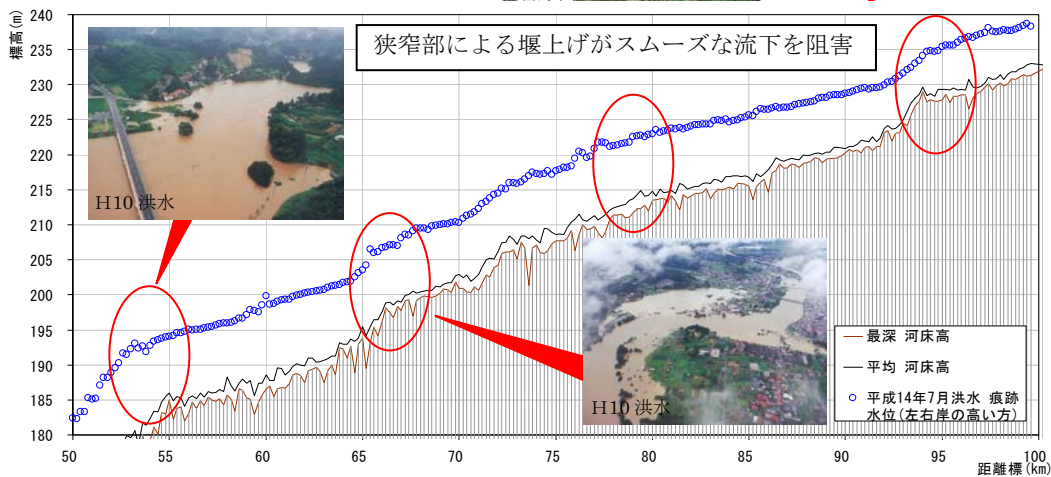 標高(m)
240
235
230
225
220
215
210
205
200
195
190
185
180
狭窄部による堰上げがスムーズな流下を阻害
H10 洪水
H10 洪水
最深 河床高
平均 河床高
平成14年7月洪水 痕跡
水位(左右岸の高い方)
50 55 60 65 70 75 80 85 90 95 100
距離標(km)